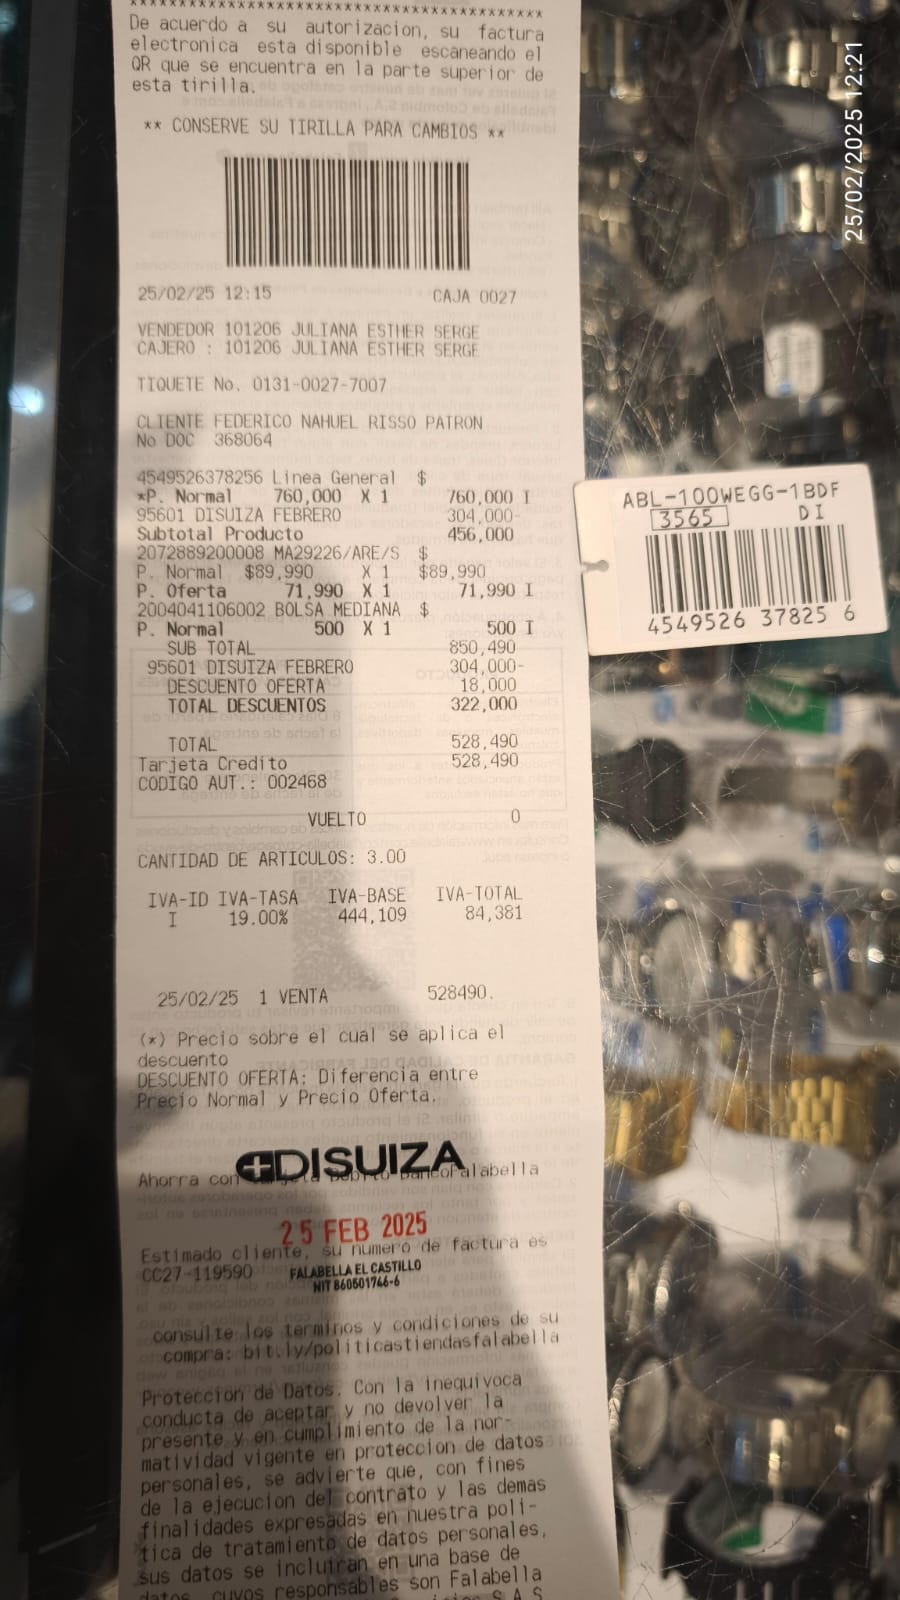 ****************************************
De acuerdo a su autorizacion, su factura
electronica esta disponible escaneando el
QR que se encuentra en la parte superior de
esta tirilla.
** CONSERVE SU TIRILLA PARA CAMBIOS **
25/02/25 12:15 CAJA 0027
VENDEDOR 101206 JULIANA ESTHER SERGE
CAJERO : 101206 JULIANA ESTHER SERGE
TIQUETE No. 0131-0027-7007
CLIENTE FEDERICO NAHUEL RISSO PATRON
No DOC 368064
4549526378256 Linea General $
*P. Normal 760,000 X 1 760,000 I
95601 DISUIZA FEBRERO 304,000-
Subtotal Producto 456,000
2072889200008 MA29226/ARE/S $
P. Normal $89,990 X 1 $89,990
P. Oferta 71,990 X 1 71,990 I
2004041106002 BOLSA MEDIANA $
P. Normal 500 X 1 500 I
SUB TOTAL 850,490
95601 DISUIZA FEBRERO 304,000-
DESCUENTO OFERTA 18,000
TOTAL DESCUENTOS 322,000
TOTAL 528,490
Tarjeta Credito 528,490
CODIGO AUT.: 002468
VUELTO 0
CANTIDAD DE ARTICULOS: 3.00
IVA-ID IVA-TASA IVA-BASE IVA-TOTAL
I 19.00% 444,109 84,381
25/02/25 1 VENTA 528490.
(*) Precio sobre el cual se aplica el
descuento
DESCUENTO OFERTA: Diferencia entre
Precio Normal y Precio Oferta.
DISUIZA
Ahorra con Falabella
25 FEB 2025
Estimado cliente, su numero de factura es
CC27-119590
FALABELLA EL CASTILLO
NIT 860501746-6
consulte los terminos y condiciones de su
compra: bit.ly/politicastiendasfalabella
Proteccion de Datos. Con la inequivoca
conducta de aceptar y no devolver la
presente y en cumplimiento de la nor-
matividad vigente en proteccion de datos
personales, se advierte que, con fines
de la ejecucion del contrato y las demas
finalidades expresadas en nuestra poli-
tica de tratamiento de datos personales,
sus datos se incluiran en una base de
datos, cuyos responsables son Falabella
S.A.S
ABL-100WEGG-1BDF
3565 DI
4549526 37825 6
25/02/2025 12:21